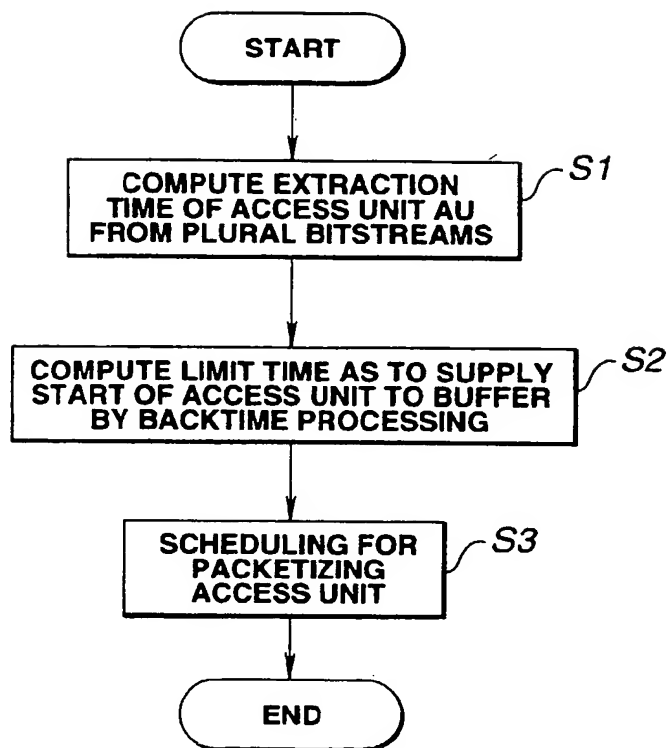 START
S1
COMPUTE EXTRACTION
TIME OF ACCESS UNIT AU
FROM PLURAL BITSTREAMS
S2
COMPUTE LIMIT TIME AS TO SUPPLY
START OF ACCESS UNIT TO BUFFER
BY BACKTIME PROCESSING
S3
SCHEDULING FOR
PACKETIZING
ACCESS UNIT
END